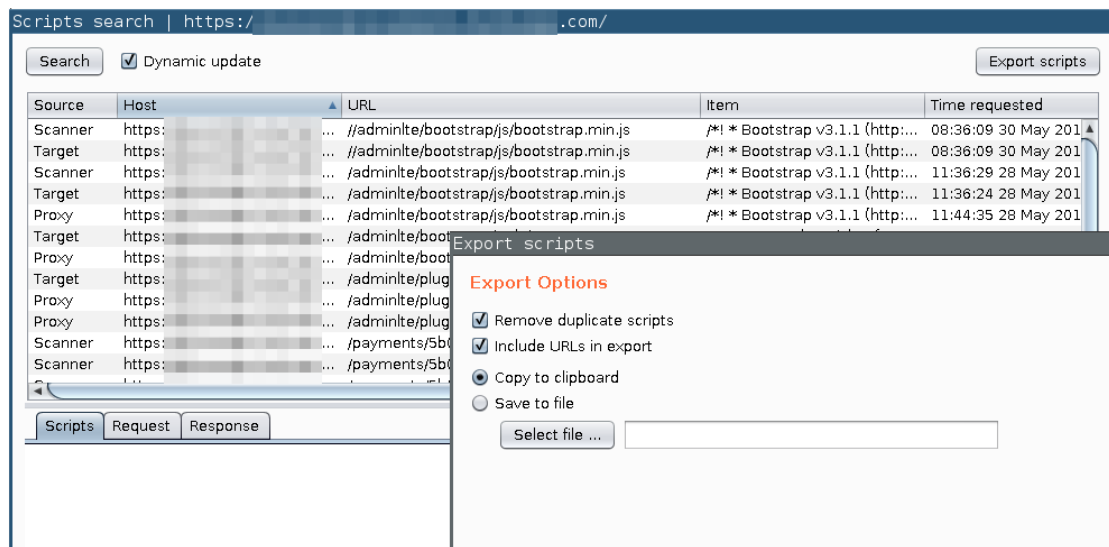 Scripts search | https:/ .com/
Search Dynamic update Export scripts
Source Host URL Item Time requested
Scanner https: ... //adminlte/bootstrap/js/bootstrap.min.js /*! * Bootstrap v3.1.1 (http:... 08:36:09 30 May 201
Target https: ... //adminlte/bootstrap/js/bootstrap.min.js /*! * Bootstrap v3.1.1 (http:... 08:36:09 30 May 201
Scanner https: ... /adminlte/bootstrap/js/bootstrap.min.js /*! * Bootstrap v3.1.1 (http:... 11:36:29 28 May 201
Target https: ... /adminlte/bootstrap/js/bootstrap.min.js /*! * Bootstrap v3.1.1 (http:... 11:36:24 28 May 201
Proxy https: ... /adminlte/bootstrap/js/bootstrap.min.js /*! * Bootstrap v3.1.1 (http:... 11:44:35 28 May 201
Target https: ... /adminlte/boot
Proxy https: ... /adminlte/boot
Target https: ... /adminlte/plug
Proxy https: ... /adminlte/plug
Proxy https: ... /adminlte/plug
Scanner https: ... /payments/5b0
Scanner https: ... /payments/5b0
Scripts Request Response
Export scripts
Export Options
Remove duplicate scripts
Include URLs in export
Copy to clipboard
Save to file
Select file ...